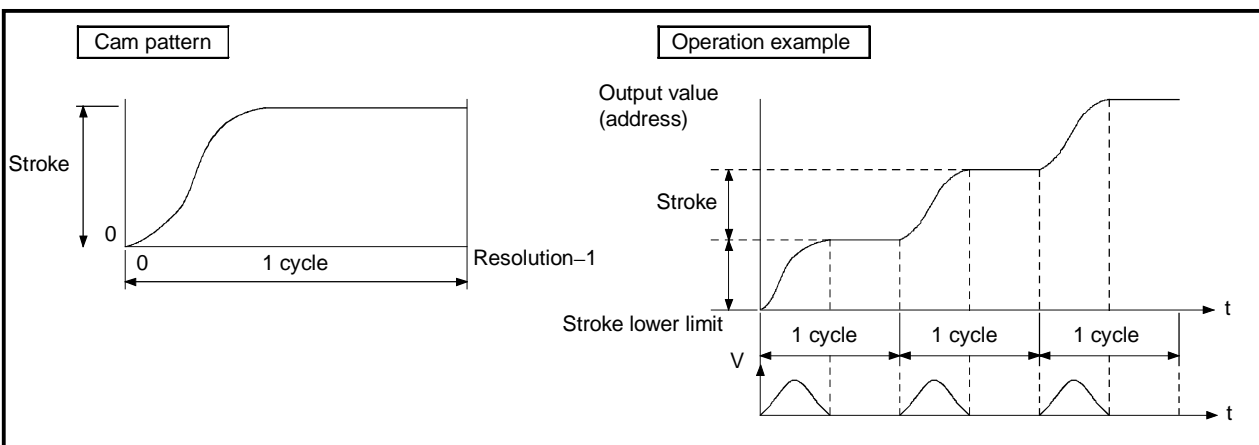 Cam pattern
Stroke
0
0
1 cycle
Resolution–1
Operation example
Output value
(address)
Stroke
Stroke lower limit
t
1 cycle
1 cycle
1 cycle
V
t